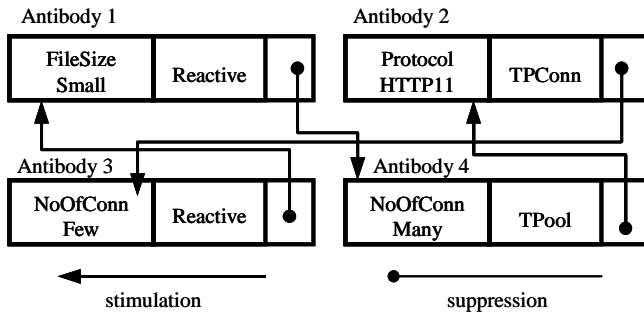 Antibody 1
Antibody 2
FileSize
Small
Reactive
Protocol
HTTP11
TPConn
Antibody 3
Antibody 4
NoOfConn
Few
Reactive
NoOfConn
Many
TPool
stimulation
suppression